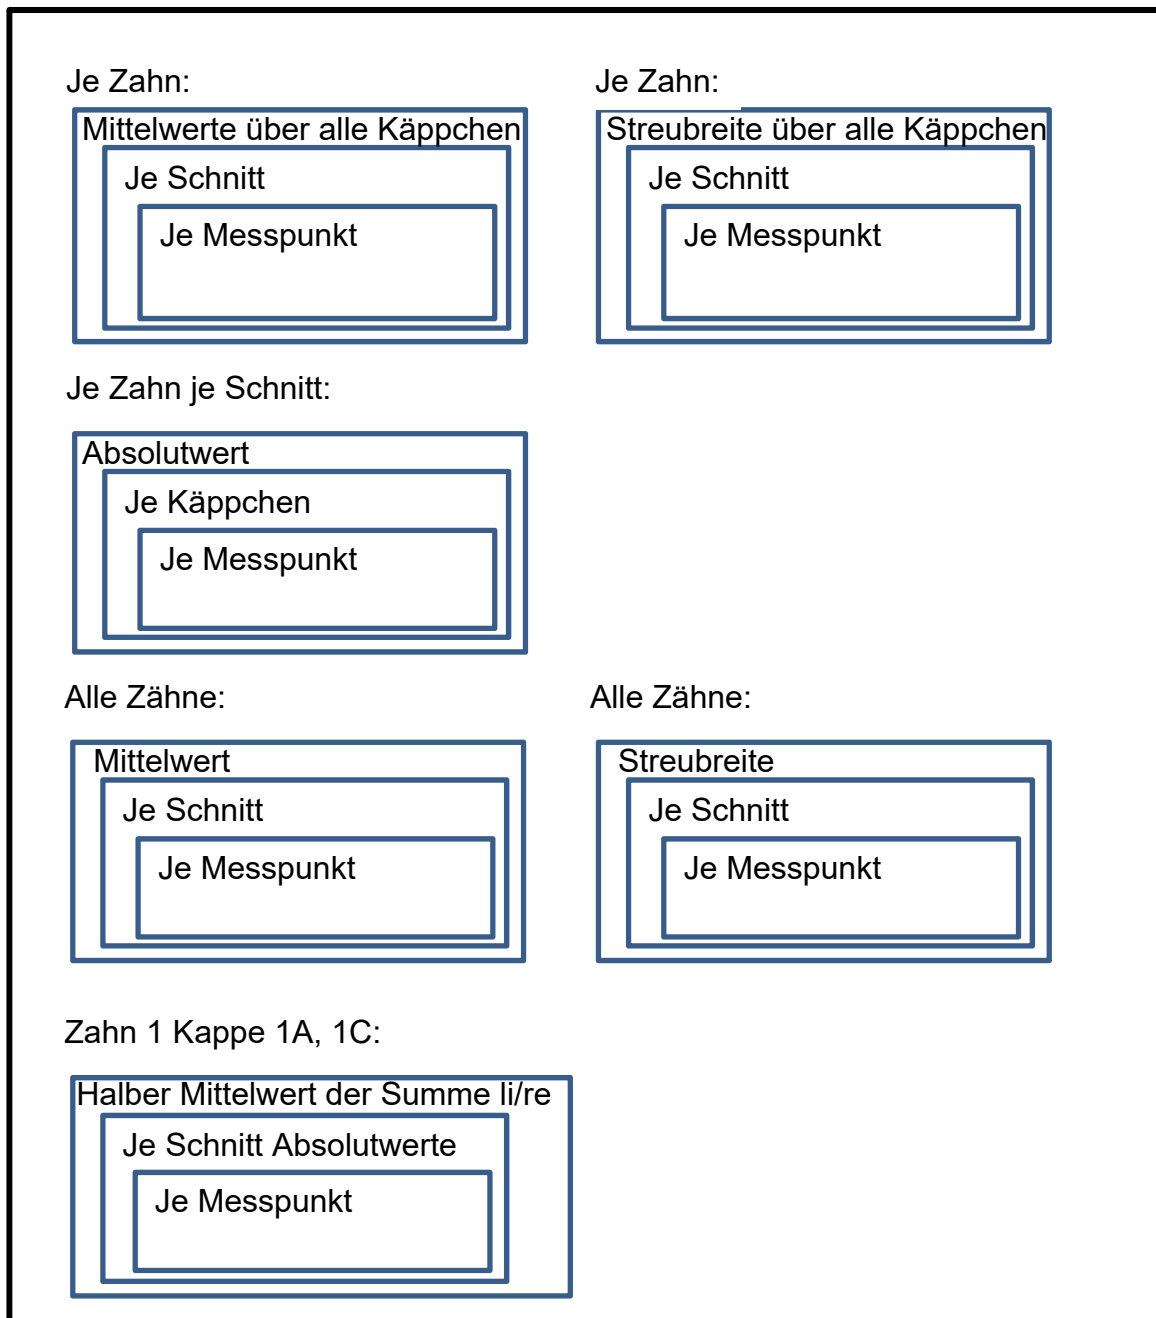 Je Zahn:
Mittelwerte über alle Käppchen
Je Schnitt
Je Messpunkt
Je Zahn:
Streubreite über alle Käppchen
Je Schnitt
Je Messpunkt
Je Zahn je Schnitt:
Absolutwert
Je Käppchen
Je Messpunkt
Alle Zähne:
Mittelwert
Je Schnitt
Je Messpunkt
Alle Zähne:
Streubreite
Je Schnitt
Je Messpunkt
Zahn 1 Kappe 1A, 1C:
Halber Mittelwert der Summe li/re
Je Schnitt Absolutwerte
Je Messpunkt